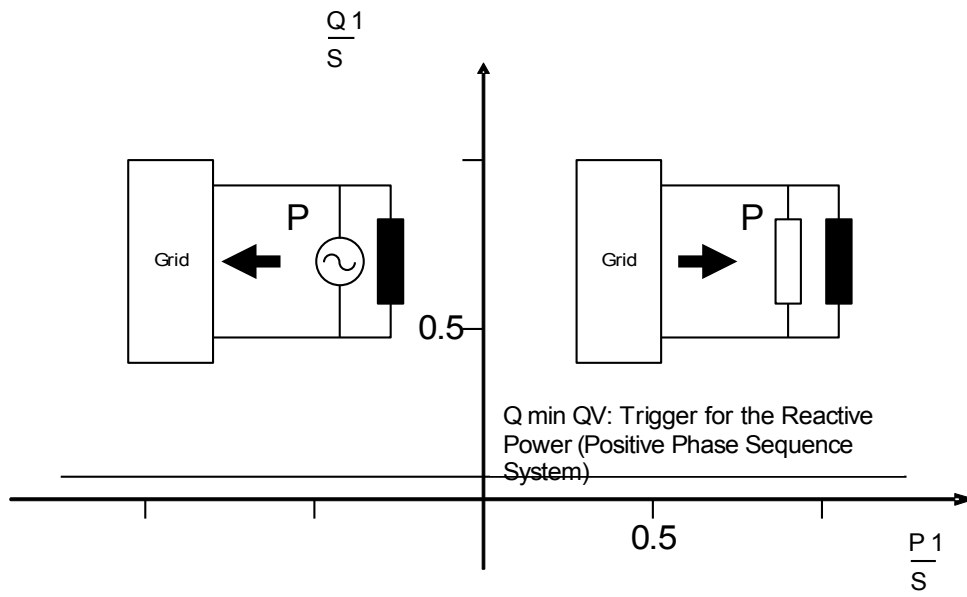 Q 1
S
P
P
Grid
Grid
0.5
Q min QV: Trigger for the Reactive
Power (Positive Phase Sequence
System)
0.5
P 1
S